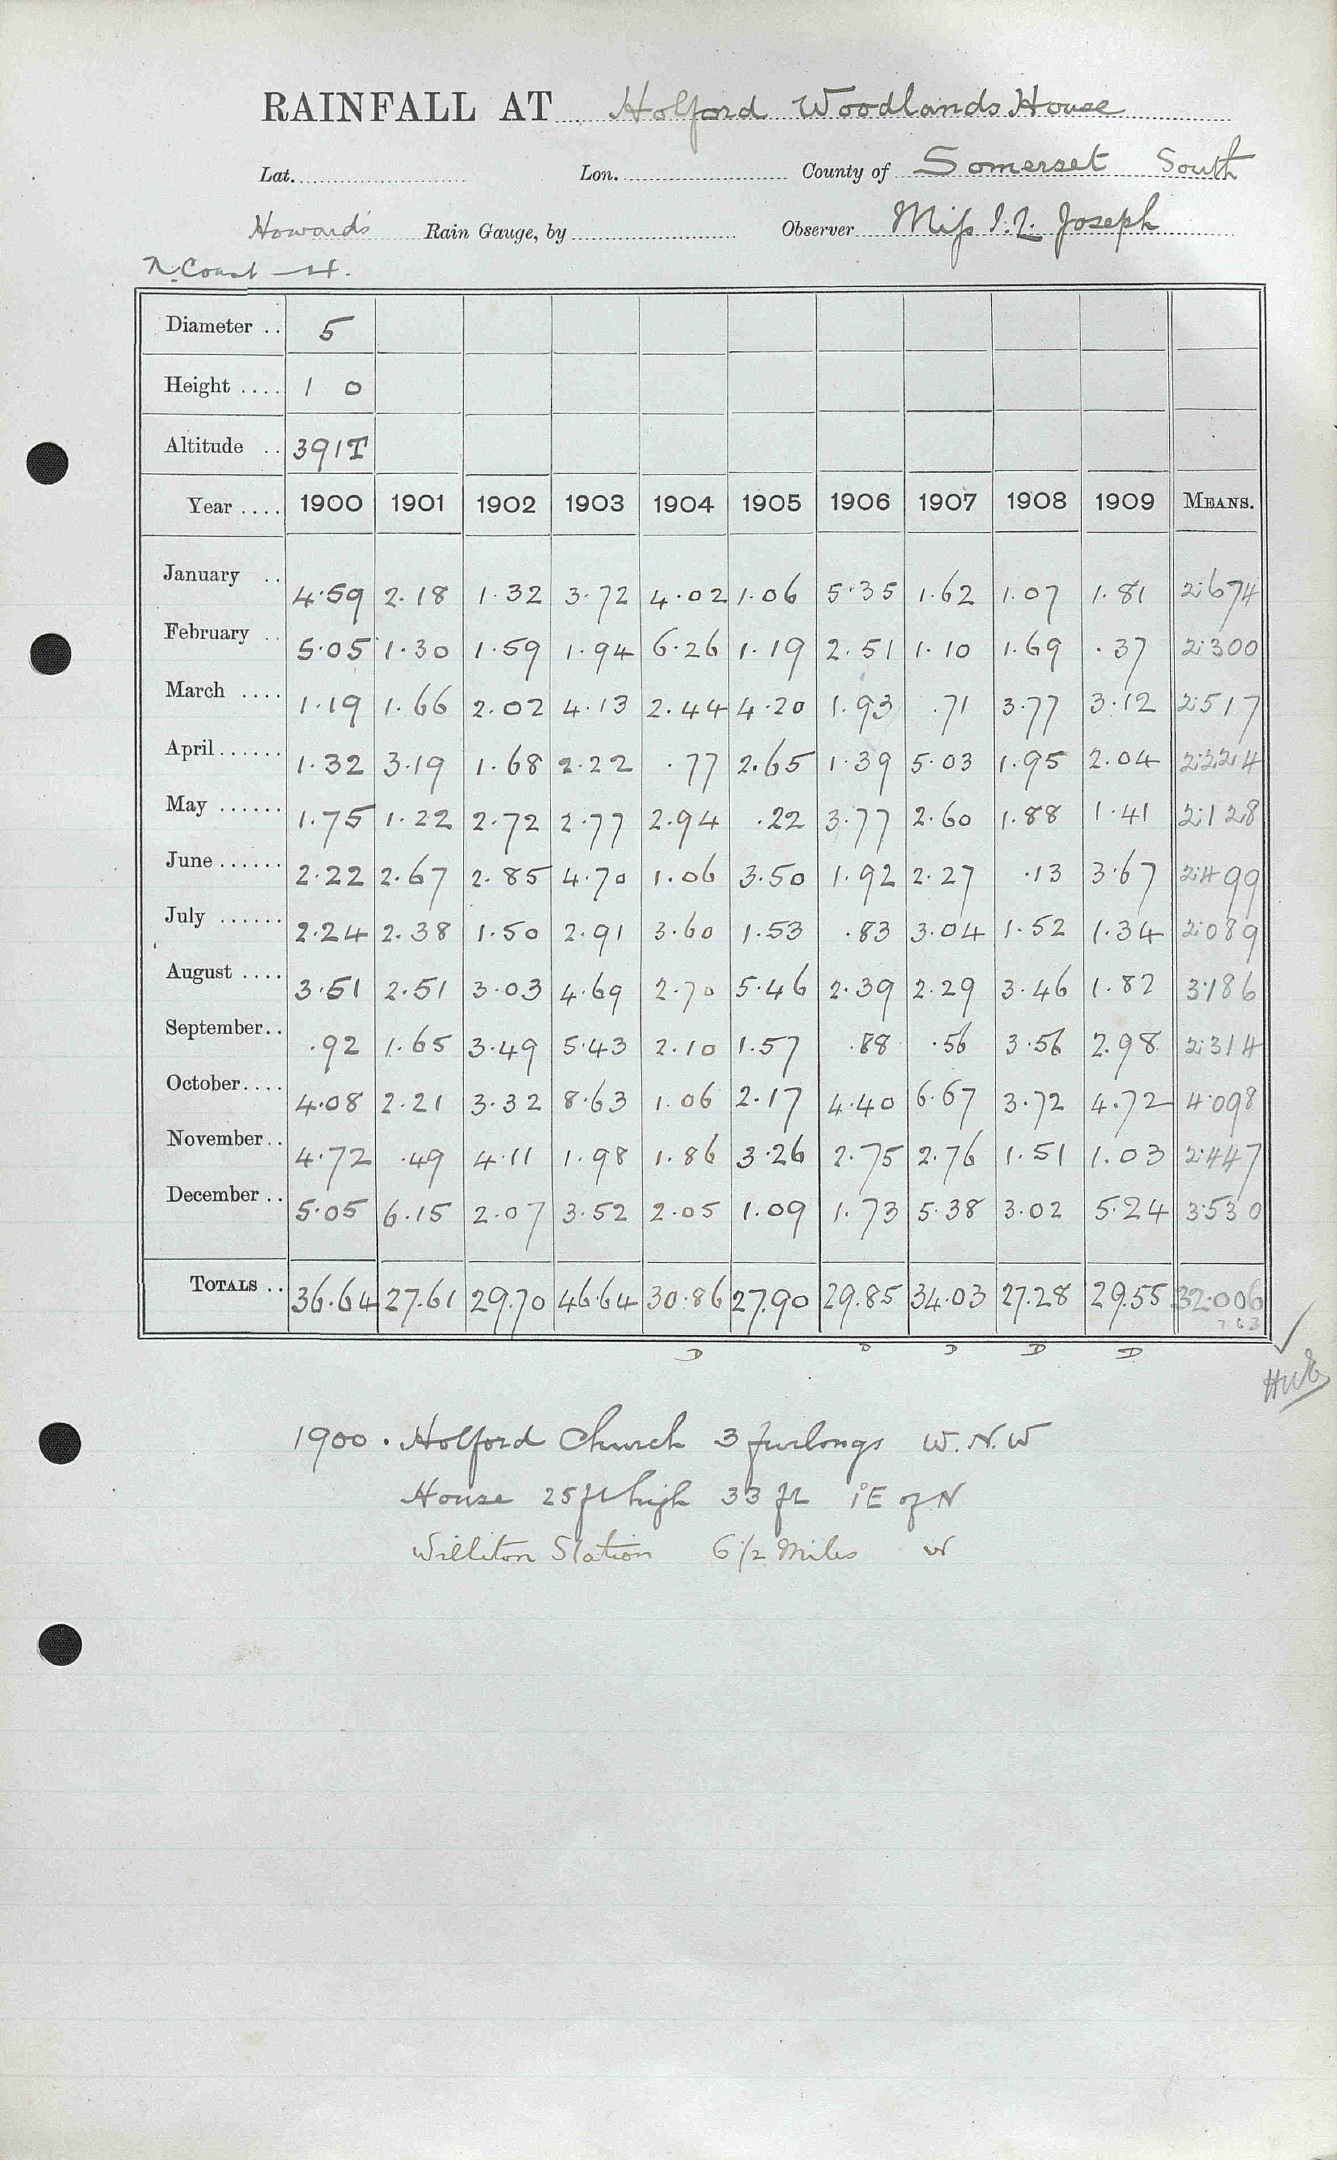 RAINFALL AT Holford Woodlands House
Lat. Lon. County of Somerset South
Howard's Rain Gauge, by Observer Miss I. L. Joseph
N. Coast — 4.
Diameter .. 5
Height .... 1 0
Altitude .. 391T
Year .... 1900 1901 1902 1903 1904 1905 1906 1907 1908 1909 MEANS.
January .. 4.59 2.18 1.32 3.72 4.02 1.06 5.35 1.62 1.07 1.81 2.674
February .. 5.05 1.30 1.59 1.94 6.26 1.19 2.51 1.10 1.69 .37 2.300
March .... 1.19 1.66 2.02 4.13 2.44 4.20 1.93 .71 3.77 3.12 2.517
April ...... 1.32 3.19 1.68 2.22 .77 2.65 1.39 5.03 1.95 2.04 2.224
May ...... 1.75 1.22 2.72 2.77 2.94 .22 3.77 2.60 1.88 1.41 2.128
June ...... 2.22 2.67 2.85 4.70 1.06 3.50 1.92 2.27 .13 3.67 2.499
July ...... 2.24 2.38 1.50 2.91 3.60 1.53 .83 3.04 1.52 1.34 2.089
August .... 3.51 2.51 3.03 4.69 2.70 5.46 2.39 2.29 3.46 1.82 3.186
September .. .92 1.65 3.49 5.43 2.10 1.57 .88 .56 3.56 2.98 2.314
October .... 4.08 2.21 3.32 8.63 1.06 2.17 4.40 6.67 3.72 4.72 4.098
November .. 4.72 .49 4.11 1.98 1.86 3.26 2.75 2.76 1.51 1.03 2.447
December .. 5.05 6.15 2.07 3.52 2.05 1.09 1.73 5.38 3.02 5.24 3.530
TOTALS .. 36.64 27.61 29.70 46.64 30.86 27.90 29.85 34.03 27.28 29.55 32.006
D D D D D
1900. Holford Church 3 furlongs W.N.W
House 25 ft high 33 ft iE of N
Williton Station 6 1/2 Miles W